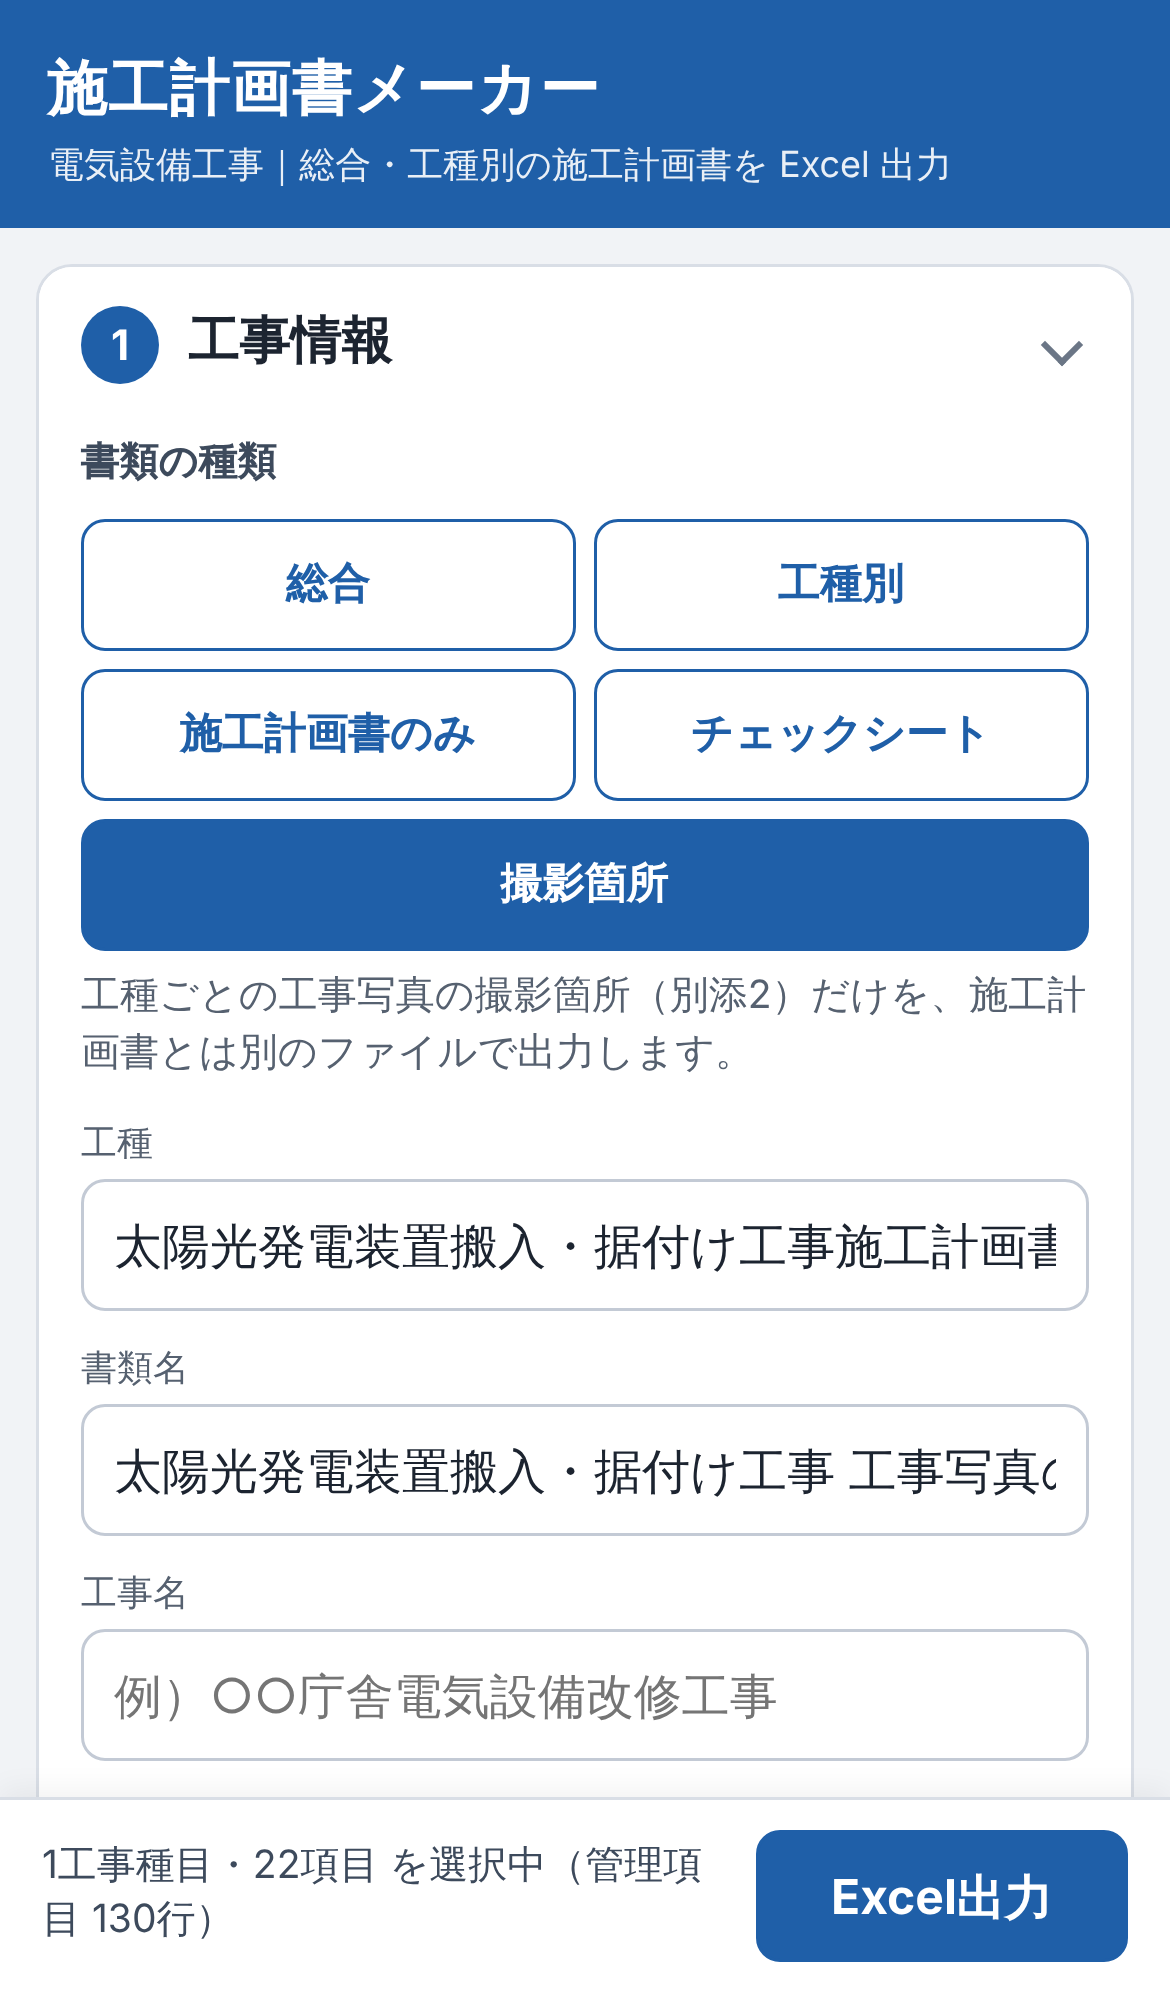 施工計画書メーカー
電気設備工事｜総合・工種別の施工計画書を Excel 出力
1 工事情報
書類の種類
総合
工種別
施工計画書のみ
チェックシート
撮影箇所
工種ごとの工事写真の撮影箇所（別添2）だけを、施工計
画書とは別のファイルで出力します。
工種
太陽光発電装置搬入・据付け工事施工計画書
書類名
太陽光発電装置搬入・据付け工事 工事写真の
工事名
例）〇〇庁舎電気設備改修工事
1工事種目・22項目 を選択中（管理項
目 130行）
Excel出力